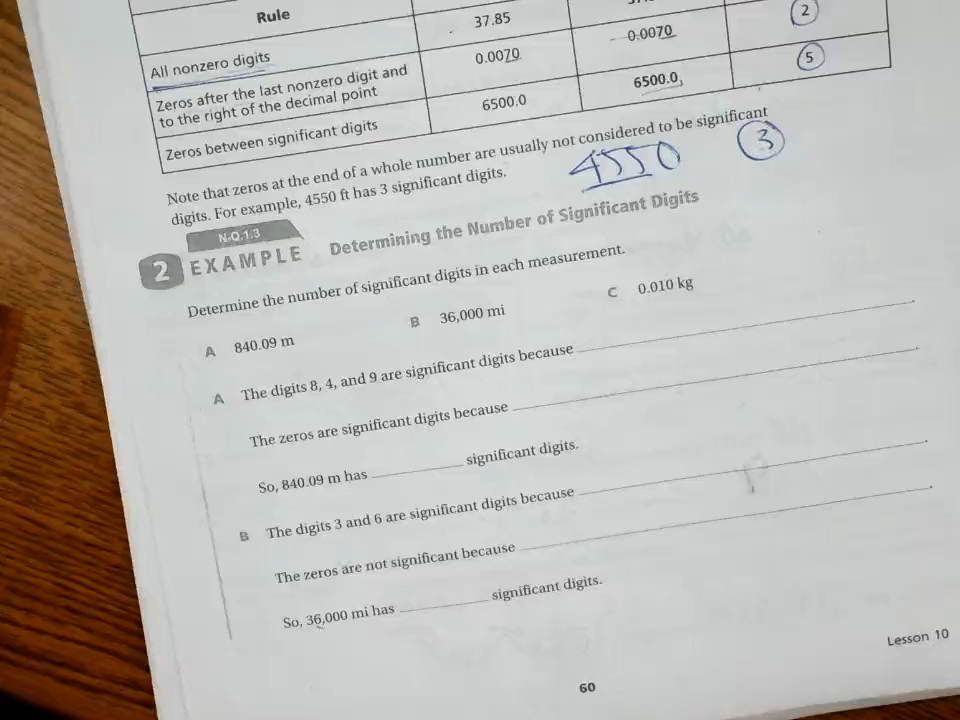 Rule
37.85
2
All nonzero digits
0.0070
0.0070
5
Zeros after the last nonzero digit and
to the right of the decimal point
6500.0
6500.0
Zeros between significant digits
Note that zeros at the end of a whole number are usually not considered to be significant
digits. For example, 4550 ft has 3 significant digits.
4550
3
N-Q.1.3
2 EXAMPLE Determining the Number of Significant Digits
Determine the number of significant digits in each measurement.
A 840.09 m B 36,000 mi C 0.010 kg
A The digits 8, 4, and 9 are significant digits because
The zeros are significant digits because
So, 840.09 m has significant digits.
B The digits 3 and 6 are significant digits because
The zeros are not significant because
So, 36,000 mi has significant digits.
Lesson 10
60